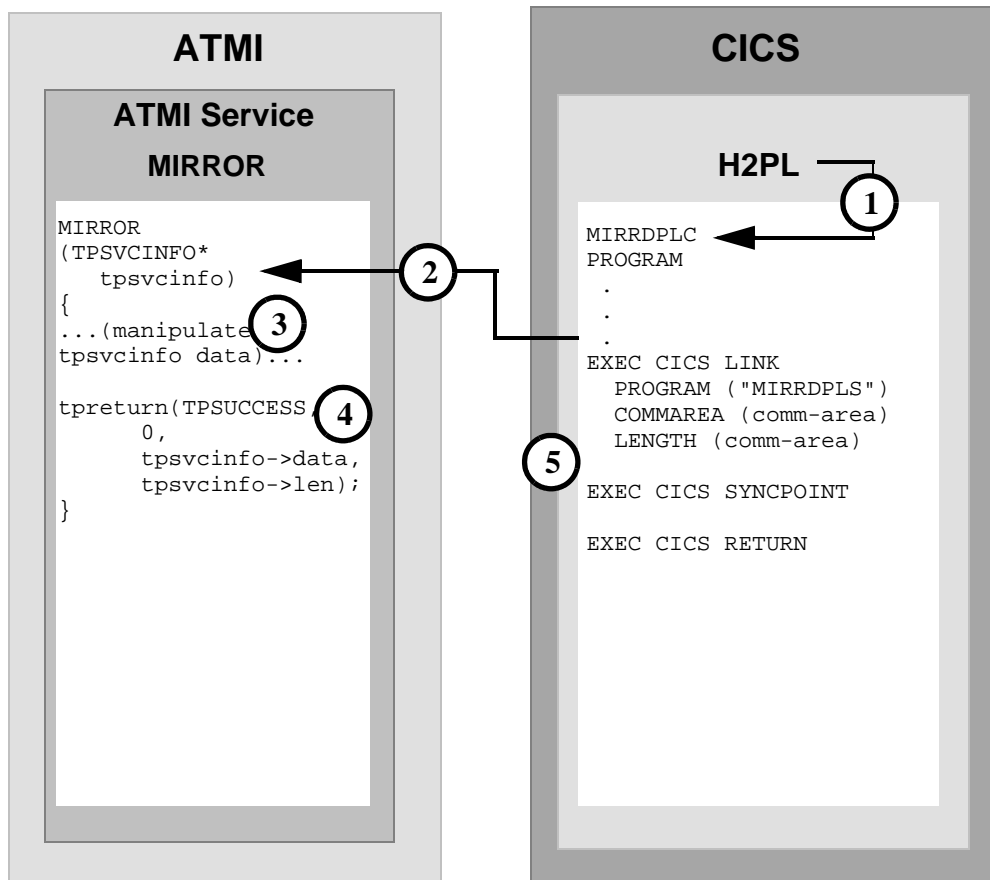 ATMI
ATMI Service
MIRROR
MIRROR
(TPSVCINFO*
tpsvcinfo)
{
...(manipulate
tpsvcinfo data)...
tpreturn(TPSUCCESS,
0,
tpsvcinfo->data,
tpsvcinfo->len);
}
2
3
4
CICS
H2PL
1
MIRRDPLC
PROGRAM
.
.
.
EXEC CICS LINK
PROGRAM ("MIRRDPLS")
COMMAREA (comm-area)
LENGTH (comm-area)
5
EXEC CICS SYNCPOINT
EXEC CICS RETURN